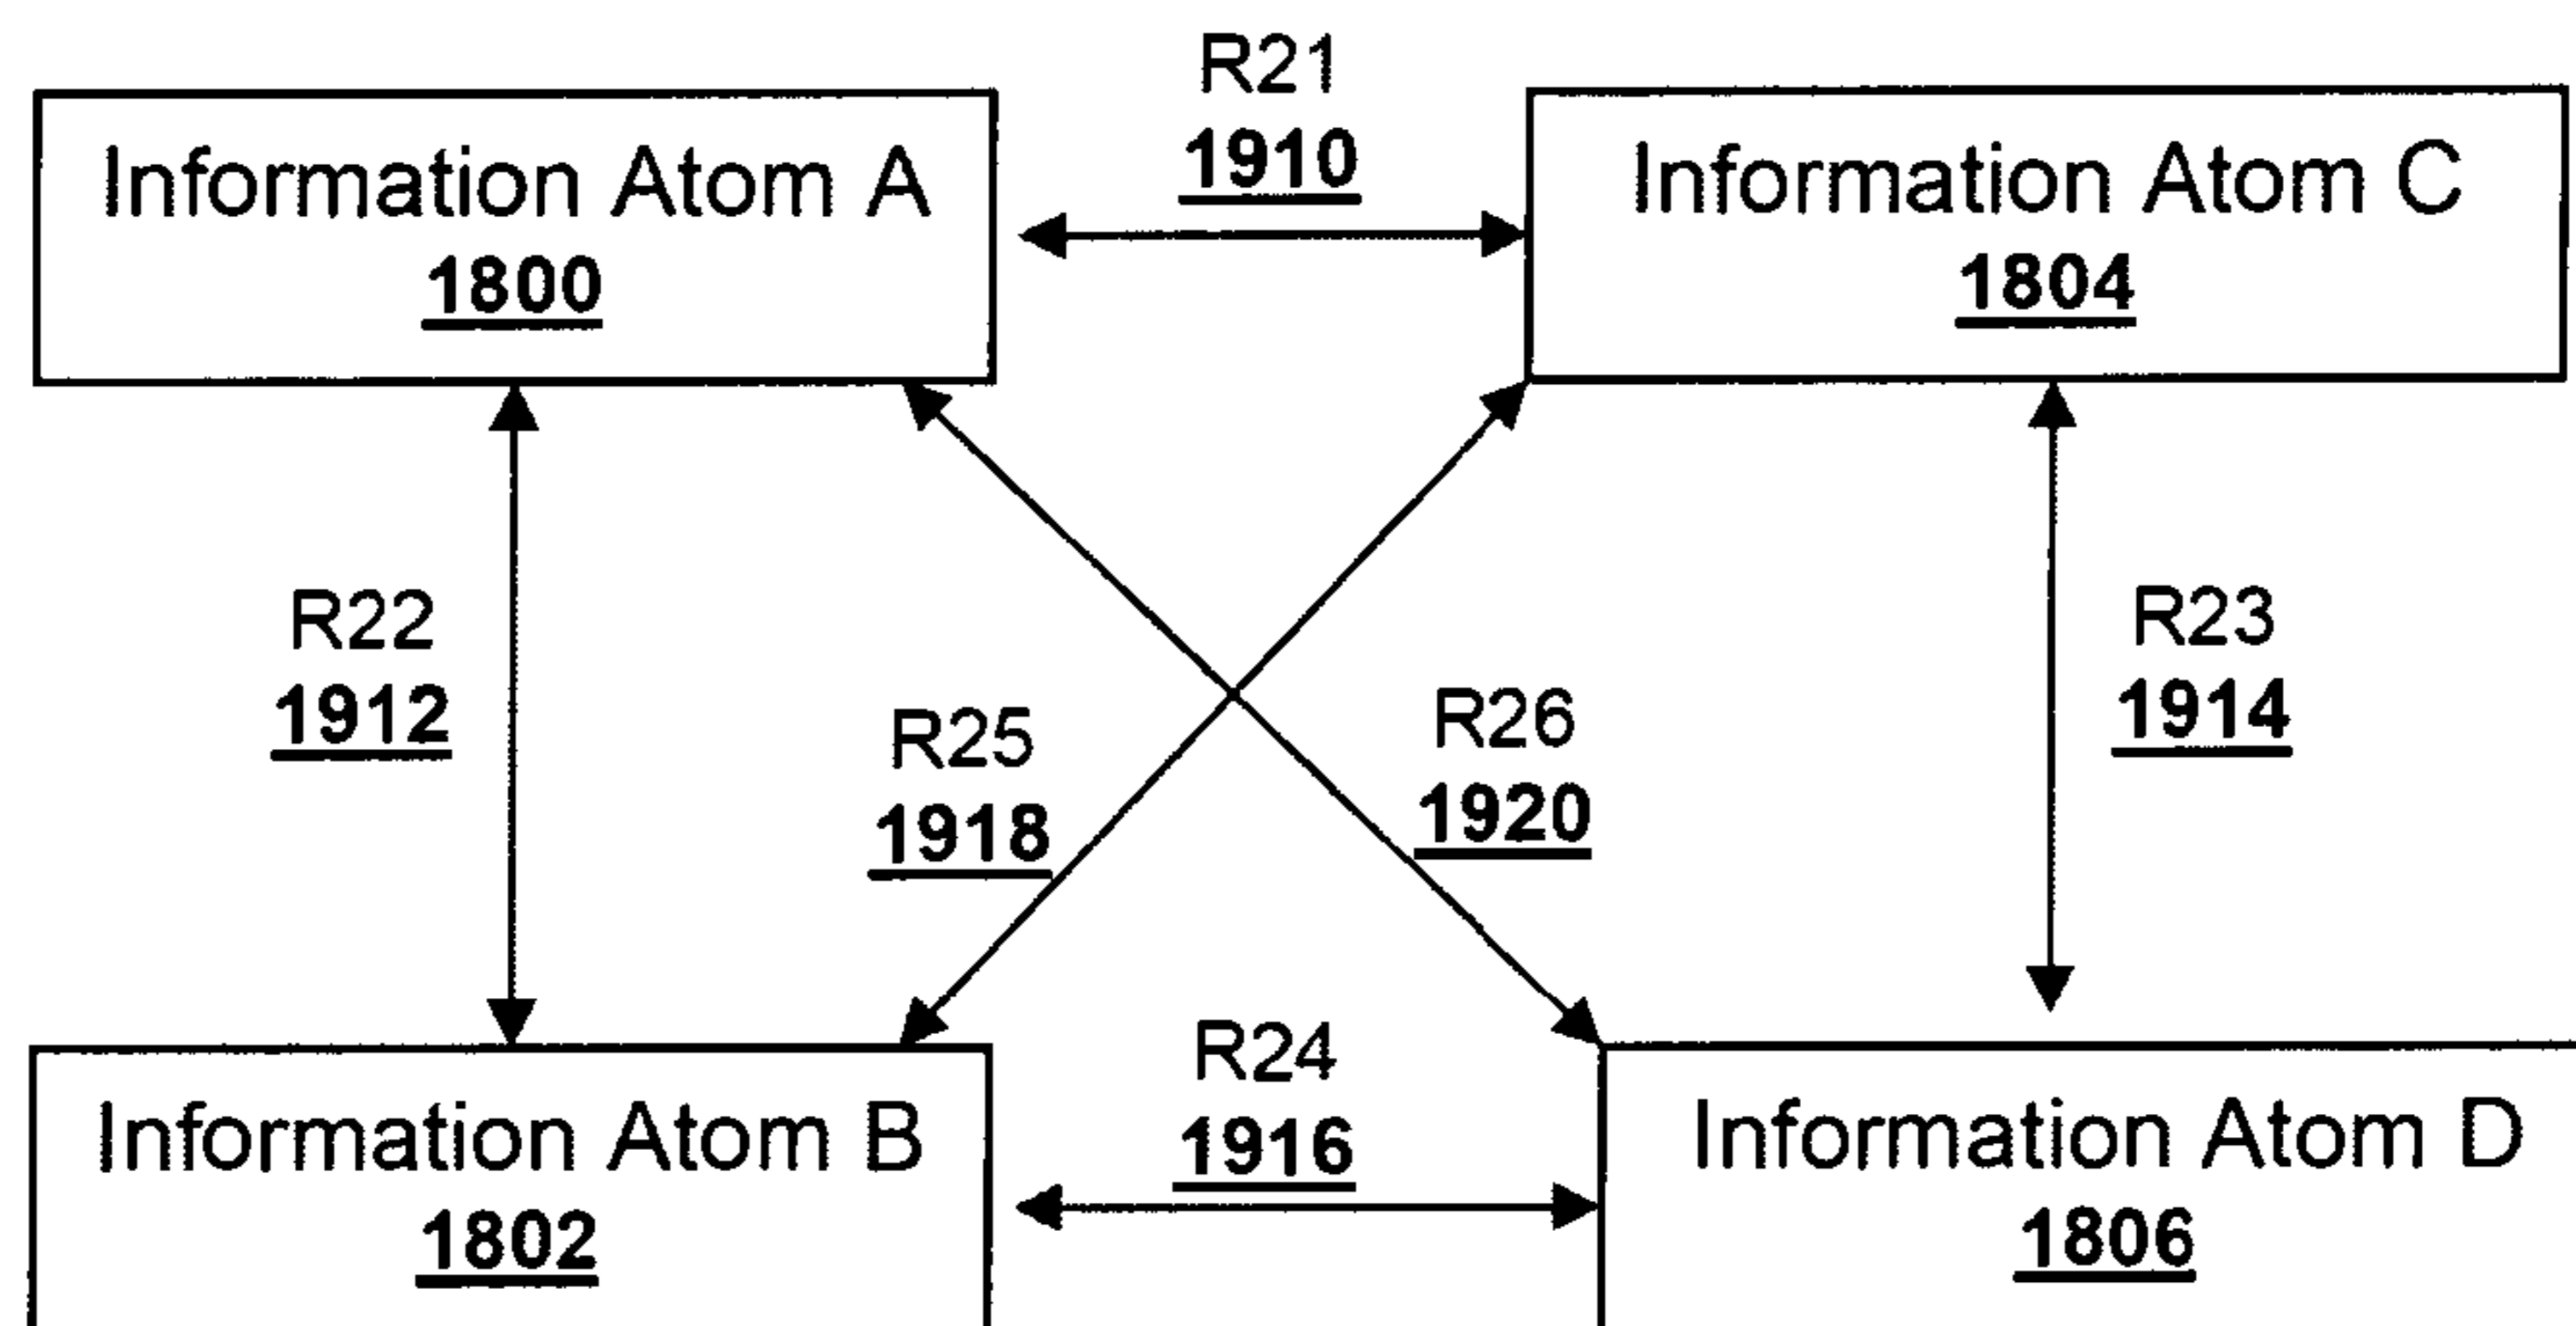 R21
1910
Information Atom A
1800
Information Atom C
1804
R22
1912
R25
1918
R26
1920
R23
1914
R24
1916
Information Atom B
1802
Information Atom D
1806